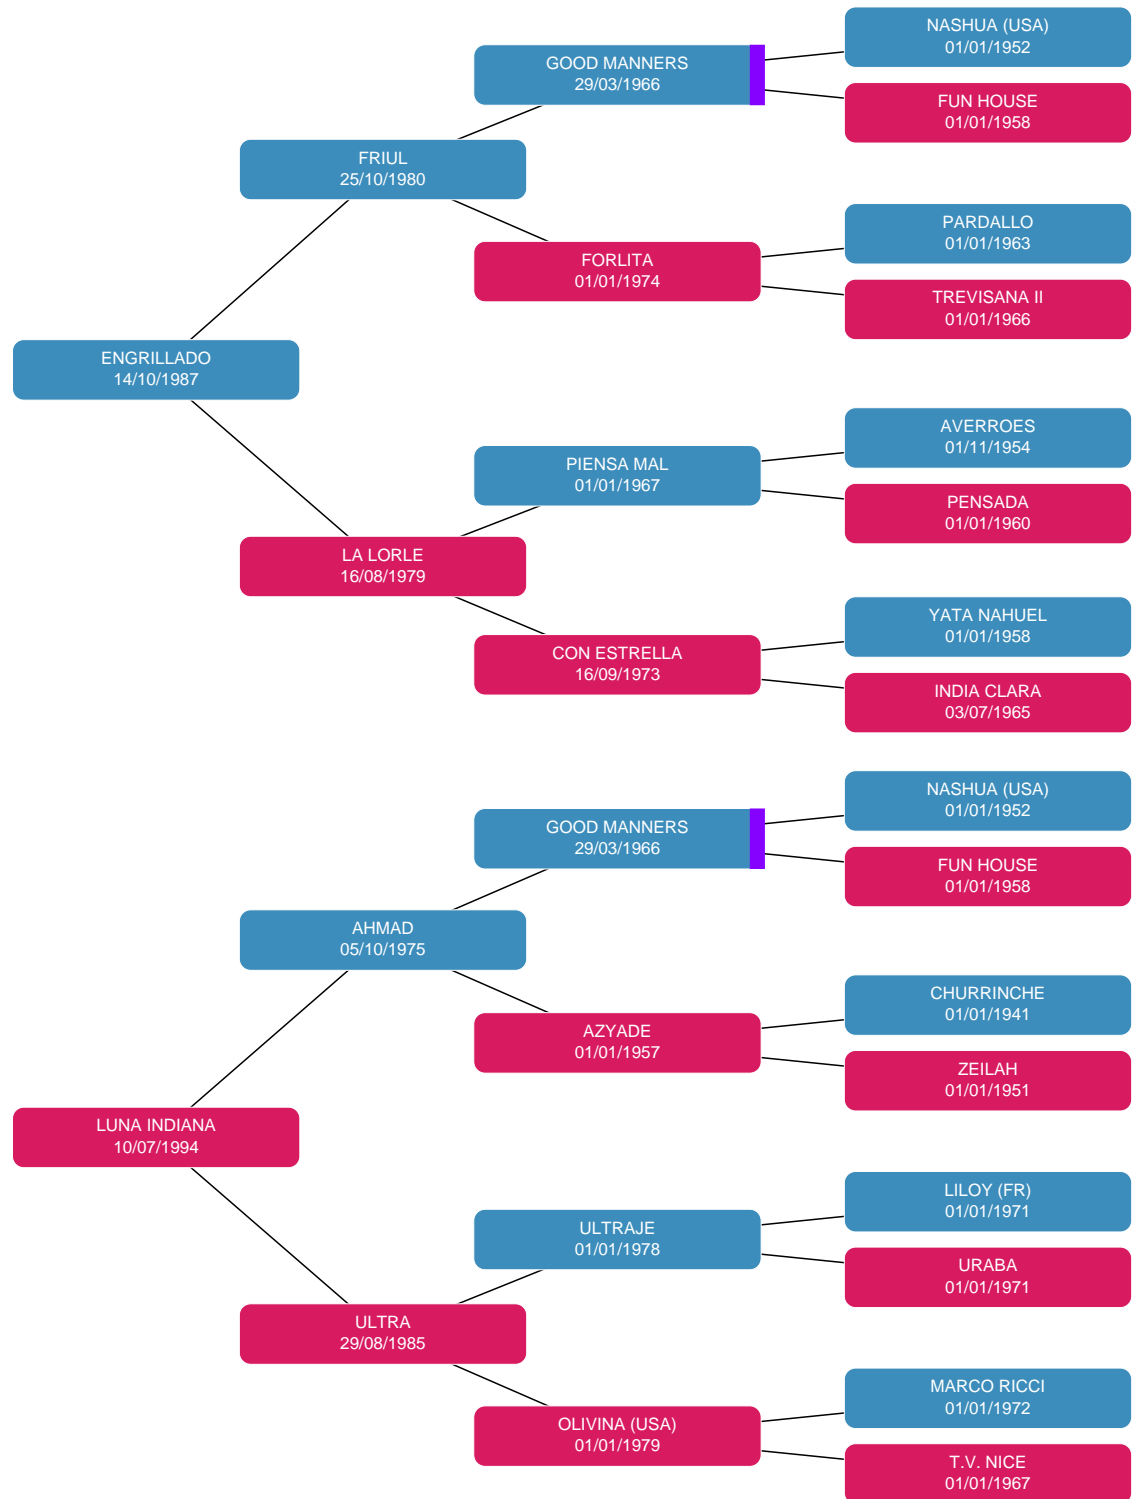 NASHUA (USA)
01/01/1952
GOOD MANNERS
29/03/1966
FUN HOUSE
01/01/1958
FRIUL
25/10/1980
PARDALLO
01/01/1963
FORLITA
01/01/1974
TREVISANA II
01/01/1966
ENGRILLADO
14/10/1987
AVERROES
01/11/1954
PIENSA MAL
01/01/1967
PENSADA
01/01/1960
LA LORLE
16/08/1979
YATA NAHUEL
01/01/1958
CON ESTRELLA
16/09/1973
INDIA CLARA
03/07/1965
NASHUA (USA)
01/01/1952
GOOD MANNERS
29/03/1966
FUN HOUSE
01/01/1958
AHMAD
05/10/1975
CHURRINCHE
01/01/1941
AZYADE
01/01/1957
ZEILAH
01/01/1951
LUNA INDIANA
10/07/1994
LILOY (FR)
01/01/1971
ULTRAJE
01/01/1978
URABA
01/01/1971
ULTRA
29/08/1985
MARCO RICCI
01/01/1972
OLIVINA (USA)
01/01/1979
T.V. NICE
01/01/1967